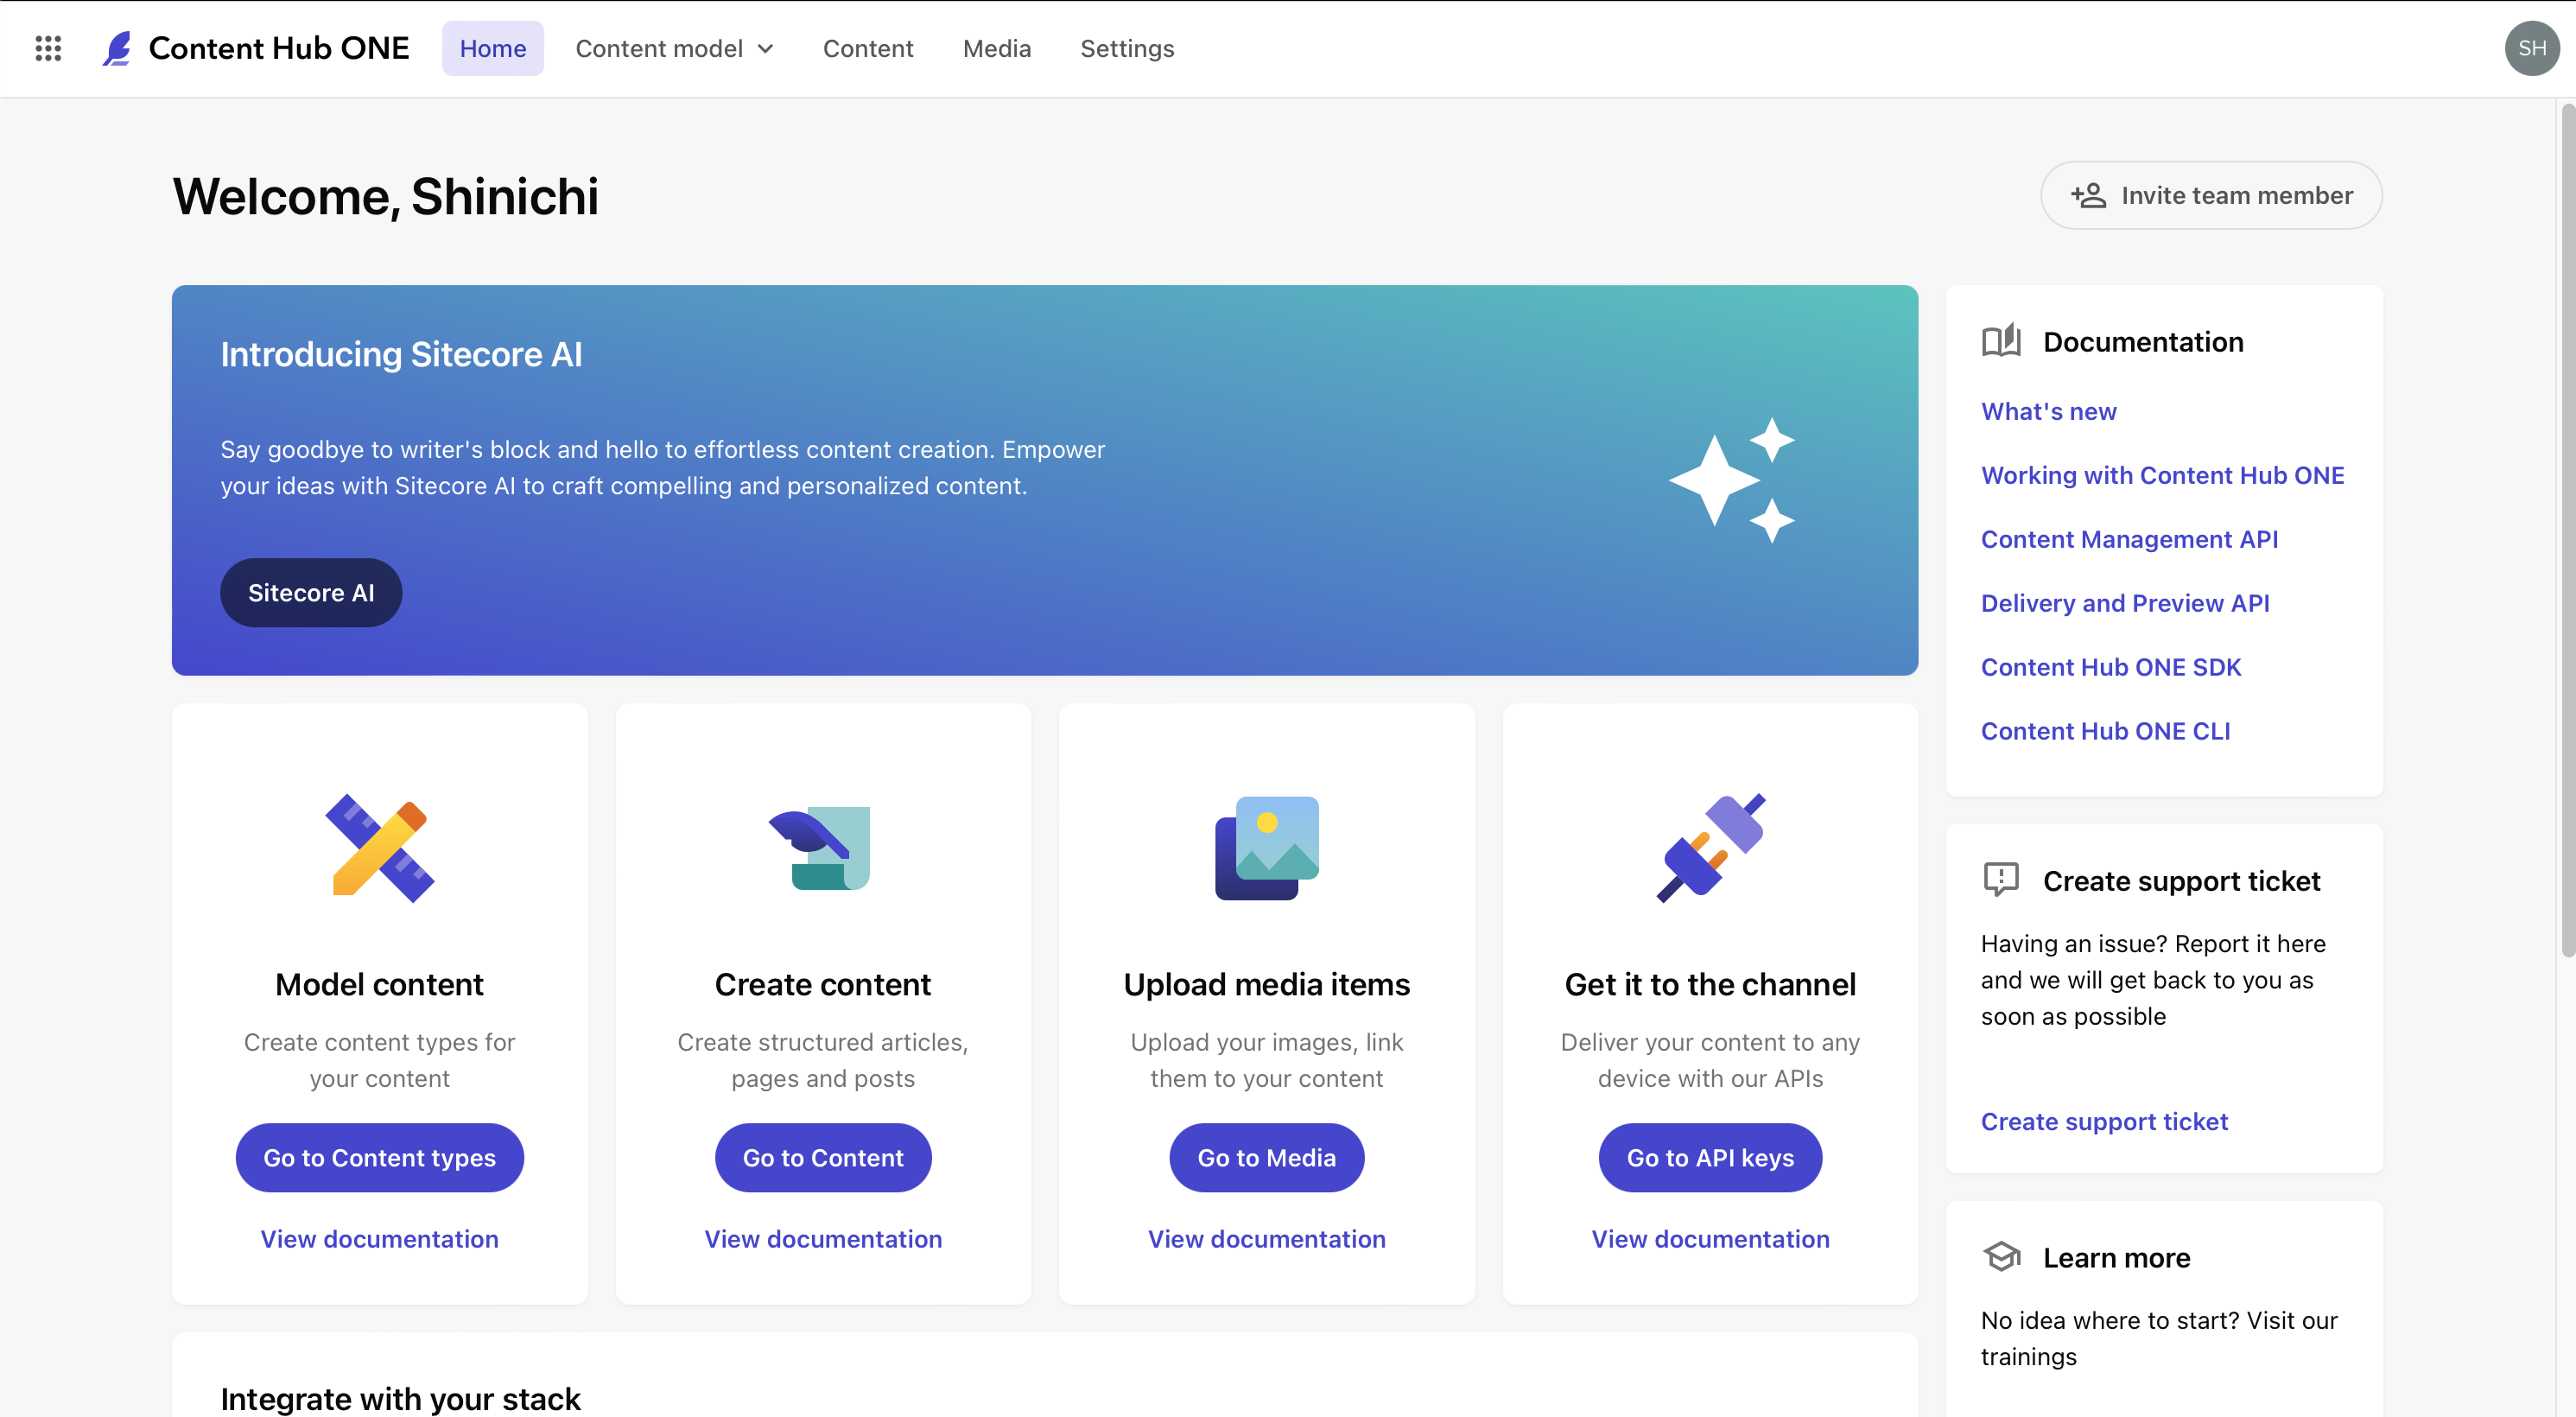 Content Hub ONE
Home
Content model
Content
Media
Settings
SH
Welcome, Shinichi
Invite team member
Introducing Sitecore AI
Say goodbye to writer's block and hello to effortless content creation. Empower
your ideas with Sitecore AI to craft compelling and personalized content.
Sitecore AI
Model content
Create content types for
your content
Go to Content types
View documentation
Create content
Create structured articles,
pages and posts
Go to Content
View documentation
Upload media items
Upload your images, link
them to your content
Go to Media
View documentation
Get it to the channel
Deliver your content to any
device with our APIs
Go to API keys
View documentation
Integrate with your stack
Documentation
What's new
Working with Content Hub ONE
Content Management API
Delivery and Preview API
Content Hub ONE SDK
Content Hub ONE CLI
Create support ticket
Having an issue? Report it here
and we will get back to you as
soon as possible
Create support ticket
Learn more
No idea where to start? Visit our
trainings